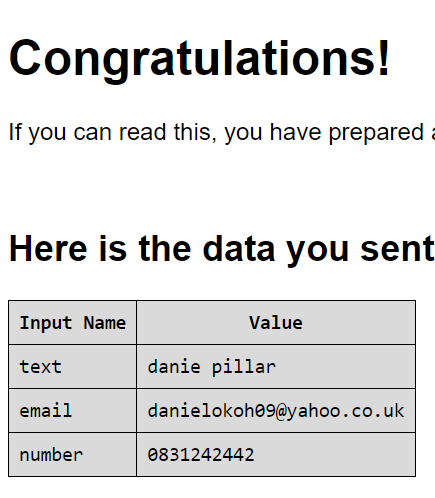 Congratulations!
If you can read this, you have prepared
Here is the data you sent
Input Name Value
text danie pillar
email danielokoh09@yahoo.co.uk
number 0831242442